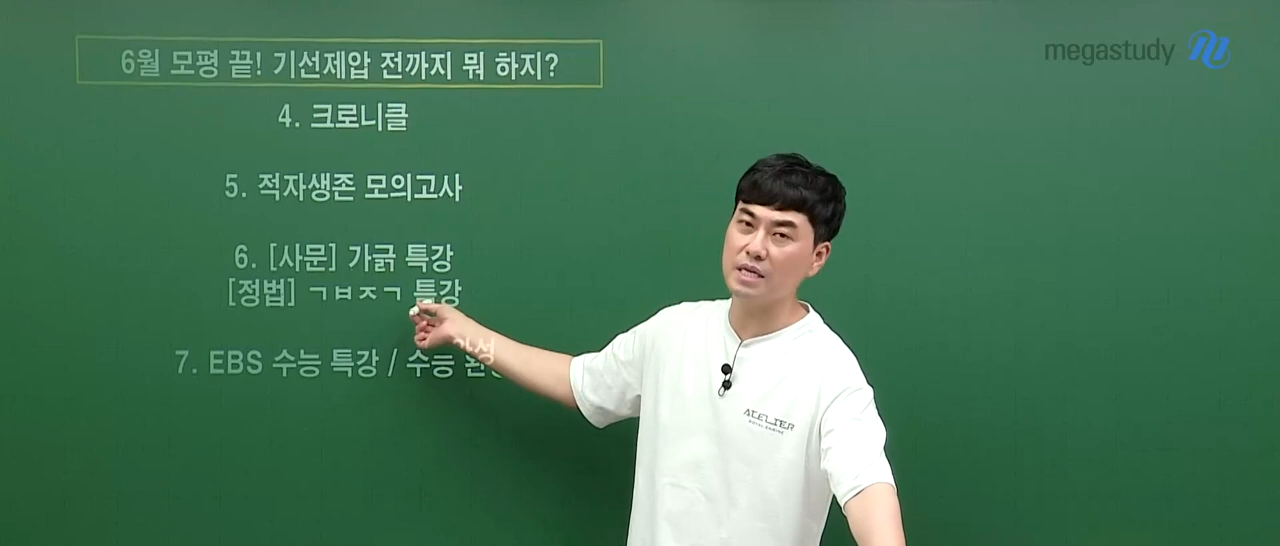 6월 모평 끝! 기선제압 전까지 뭐 하지?
megastudy
4. 크로니클
5. 적자생존 모의고사
6. [사문] 가긁 특강
[정법] ㄱㅂㅈㄱ 특강
7. EBS 수능 특강 / 수능 완성
ATELIER